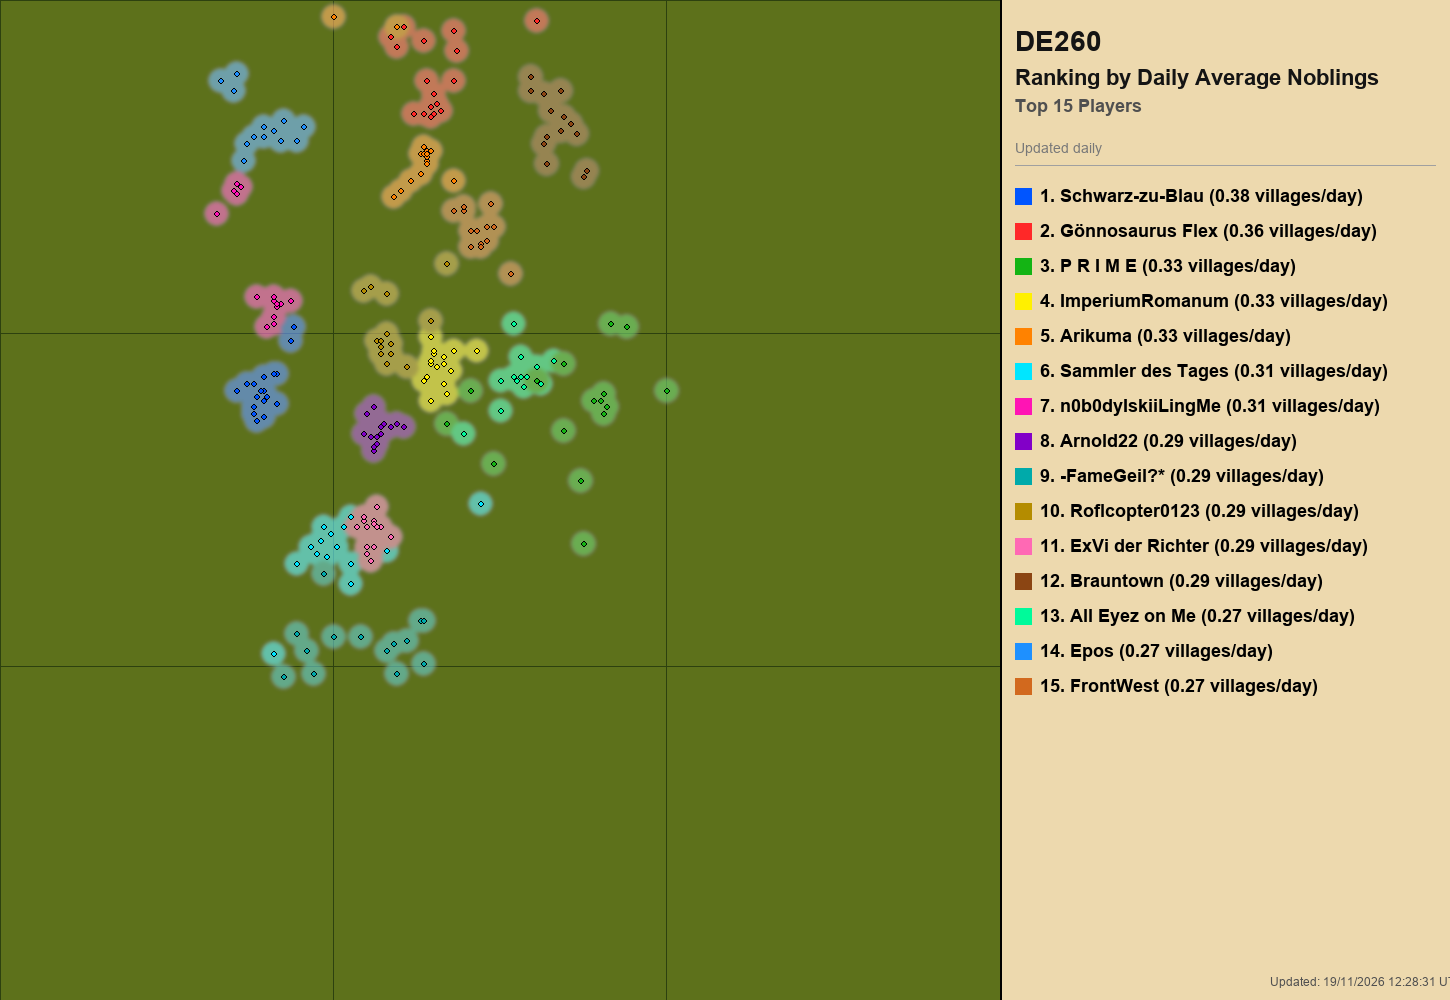 DE260
Ranking by Daily Average Noblings
Top 15 Players
Updated daily
1. Schwarz-zu-Blau (0.38 villages/day)
2. Gönnosaurus Flex (0.36 villages/day)
3. P R I M E (0.33 villages/day)
4. ImperiumRomanum (0.33 villages/day)
5. Arikuma (0.33 villages/day)
6. Sammler des Tages (0.31 villages/day)
7. n0b0dylskiiLingMe (0.31 villages/day)
8. Arnold22 (0.29 villages/day)
9. -FameGeil?* (0.29 villages/day)
10. Roflcopter0123 (0.29 villages/day)
11. ExVi der Richter (0.29 villages/day)
12. Brauntown (0.29 villages/day)
13. All Eyez on Me (0.27 villages/day)
14. Epos (0.27 villages/day)
15. FrontWest (0.27 villages/day)
Updated: 19/11/2026 12:28:31